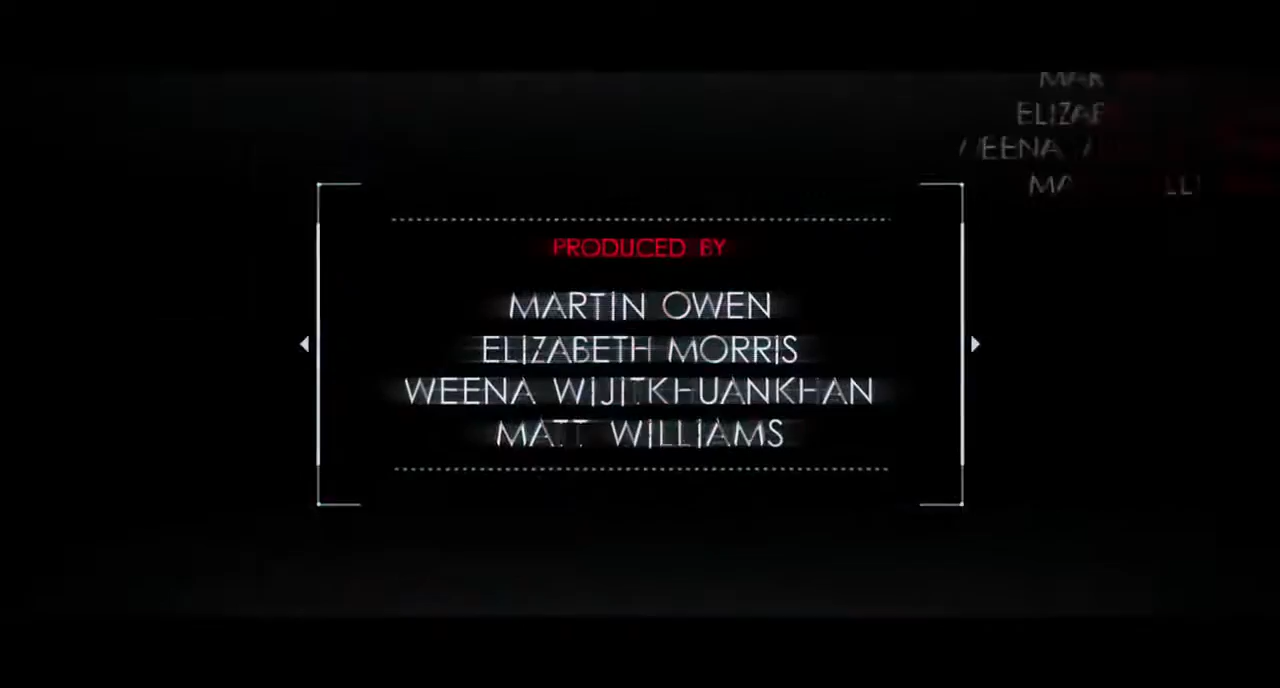 PRODUCED BY
MARTIN OWEN
ELIZABETH MORRIS
WEENA WIJITKHUANKHAN
MATT WILLIAMS